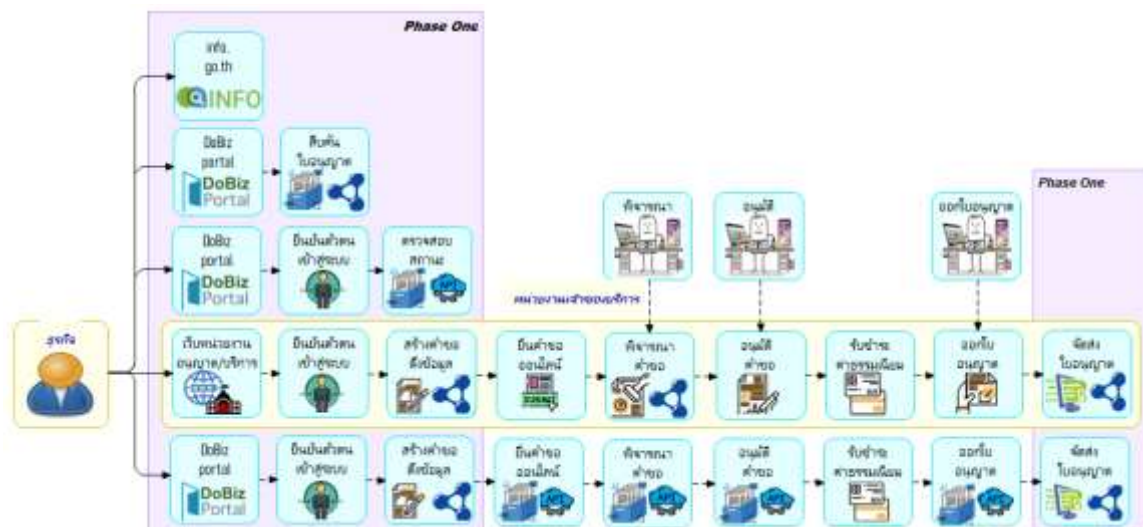 Phase One
info.
go.th
INFO
DoBiz
portal
DoBiz
Portal
สืบค้น
ใบอนุญาต
DoBiz
portal
DoBiz
Portal
ยืนยันตัวตน
เข้าสู่ระบบ
ตรวจสอบ
สถานะ
API
พิจารณา
อนุมัติ
ออกใบอนุญาต
Phase One
หน่วยงานเจ้าของบริการ
ธุรกิจ
เว็บหน่วยงาน
อนุญาต/บริการ
ยืนยันตัวตน
เข้าสู่ระบบ
สร้างคำขอ
ดึงข้อมูล
ยื่นคำขอ
ออนไลน์
พิจารณา
คำขอ
อนุมัติ
คำขอ
รับชำระ
ค่าธรรมเนียม
ออกใบ
อนุญาต
จัดส่ง
ใบอนุญาต
DoBiz
portal
DoBiz
Portal
ยืนยันตัวตน
เข้าสู่ระบบ
สร้างคำขอ
ดึงข้อมูล
ยื่นคำขอ
ออนไลน์
API
พิจารณา
คำขอ
API
อนุมัติ
คำขอ
API
รับชำระ
ค่าธรรมเนียม
ออกใบ
อนุญาต
API
จัดส่ง
ใบอนุญาต